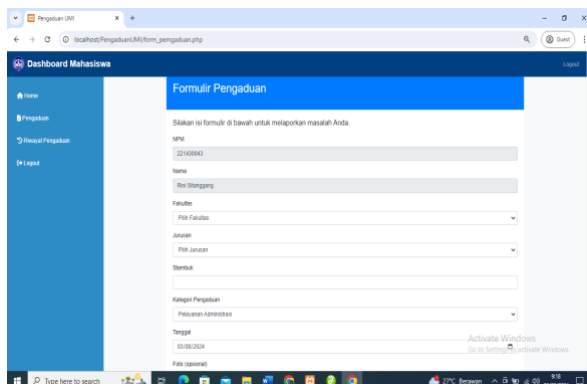 Pengaduan UMI
localhost/PengaduanUMI/form_pemgaduan.php
Guest
Dashboard Mahasiswa
Logout
Home
Pengaduan
Riwayat Pengaduan
Logout
Formulir Pengaduan
Silakan isi formulir di bawah untuk melaporkan masalah Anda.
NPM
Nama
Rini Sitanggang
Fakultas
Pilih Fakultas
Jurusan
Pilih Jurusan
Stambuk
Kategori Pengaduan
Pelayanan Administrasi
Tanggal
03/08/2024
Foto (opsional)
Activate Windows
Go to Settings to activate Windows.
Type here to search
27°C Berawan
9:18